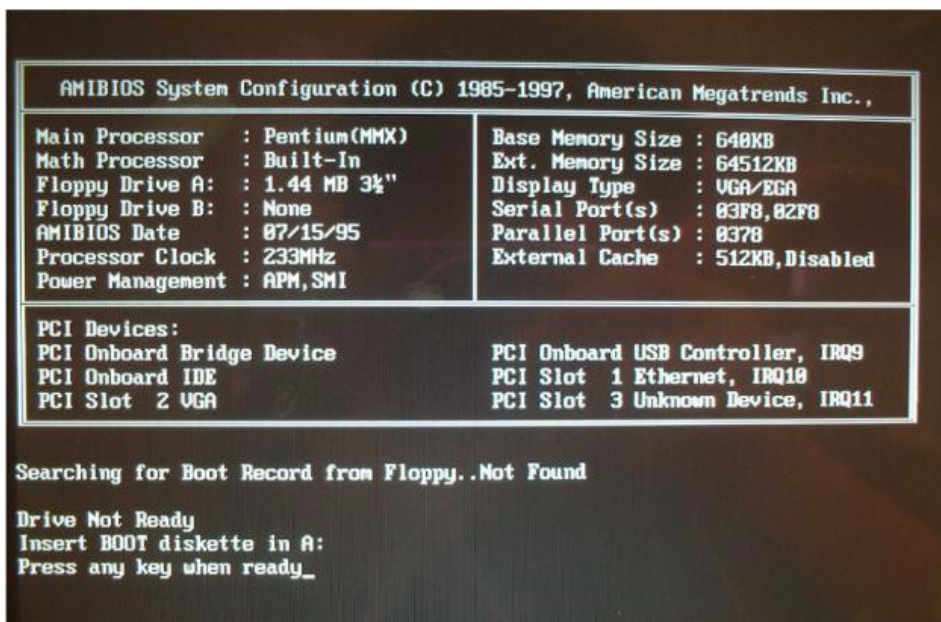 AMIBIOS System Configuration (C) 1985-1997, American Megatrends Inc.,
Main Processor : Pentium(MMX)
Math Processor : Built-In
Floppy Drive A: : 1.44 MB 3½"
Floppy Drive B: : None
AMIBIOS Date : 07/15/95
Processor Clock : 233MHz
Power Management : APM,SMI
Base Memory Size : 640KB
Ext. Memory Size : 64512KB
Display Type : VGA/EGA
Serial Port(s) : 03F8,02F8
Parallel Port(s) : 0378
External Cache : 512KB,Disabled
PCI Devices:
PCI Onboard Bridge Device
PCI Onboard IDE
PCI Slot 2 VGA
PCI Onboard USB Controller, IRQ9
PCI Slot 1 Ethernet, IRQ10
PCI Slot 3 Unknown Device, IRQ11
Searching for Boot Record from Floppy..Not Found
Drive Not Ready
Insert BOOT diskette in A:
Press any key when ready_